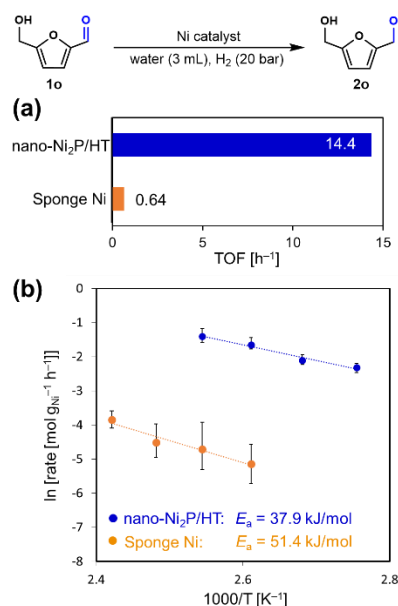 OH
O
O
Ni catalyst
water (3 mL), H₂ (20 bar)
OH
O
O
1o
2o
(a)
nano-Ni₂P/HT
14.4
Sponge Ni
0.64
0
5
10
15
TOF [h⁻¹]
(b)
0
-1
-2
-3
-4
-5
-6
-7
-8
ln [rate [mol gNi⁻¹ h⁻¹]]
nano-Ni₂P/HT: Eₐ = 37.9 kJ/mol
Sponge Ni: Eₐ = 51.4 kJ/mol
2.4
2.6
2.8
1000/T [K⁻¹]